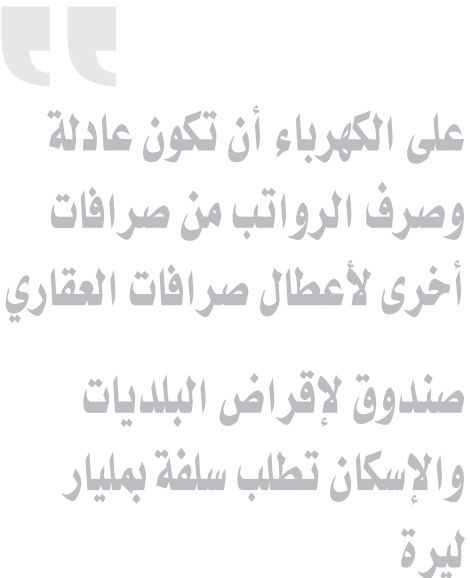 على الكهرباء أن تكون عادلة
وصرف الرواتب من صرافات
أخرى لأعطال صرافات العقاري
صندوق لإقراض البلديات
والإسكان تطلب سلفة بمليار
ليرة